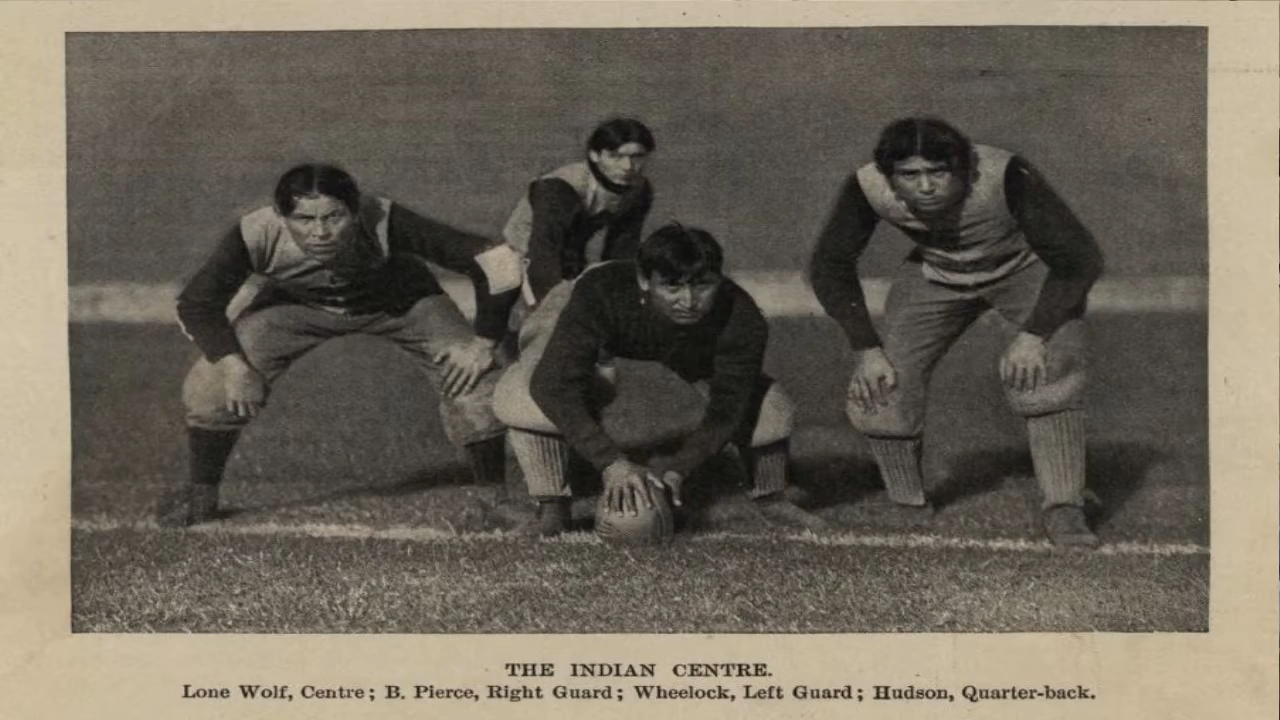 THE INDIAN CENTRE.
Lone Wolf, Centre; B. Pierce, Right Guard; Wheelock, Left Guard; Hudson, Quarter-back.